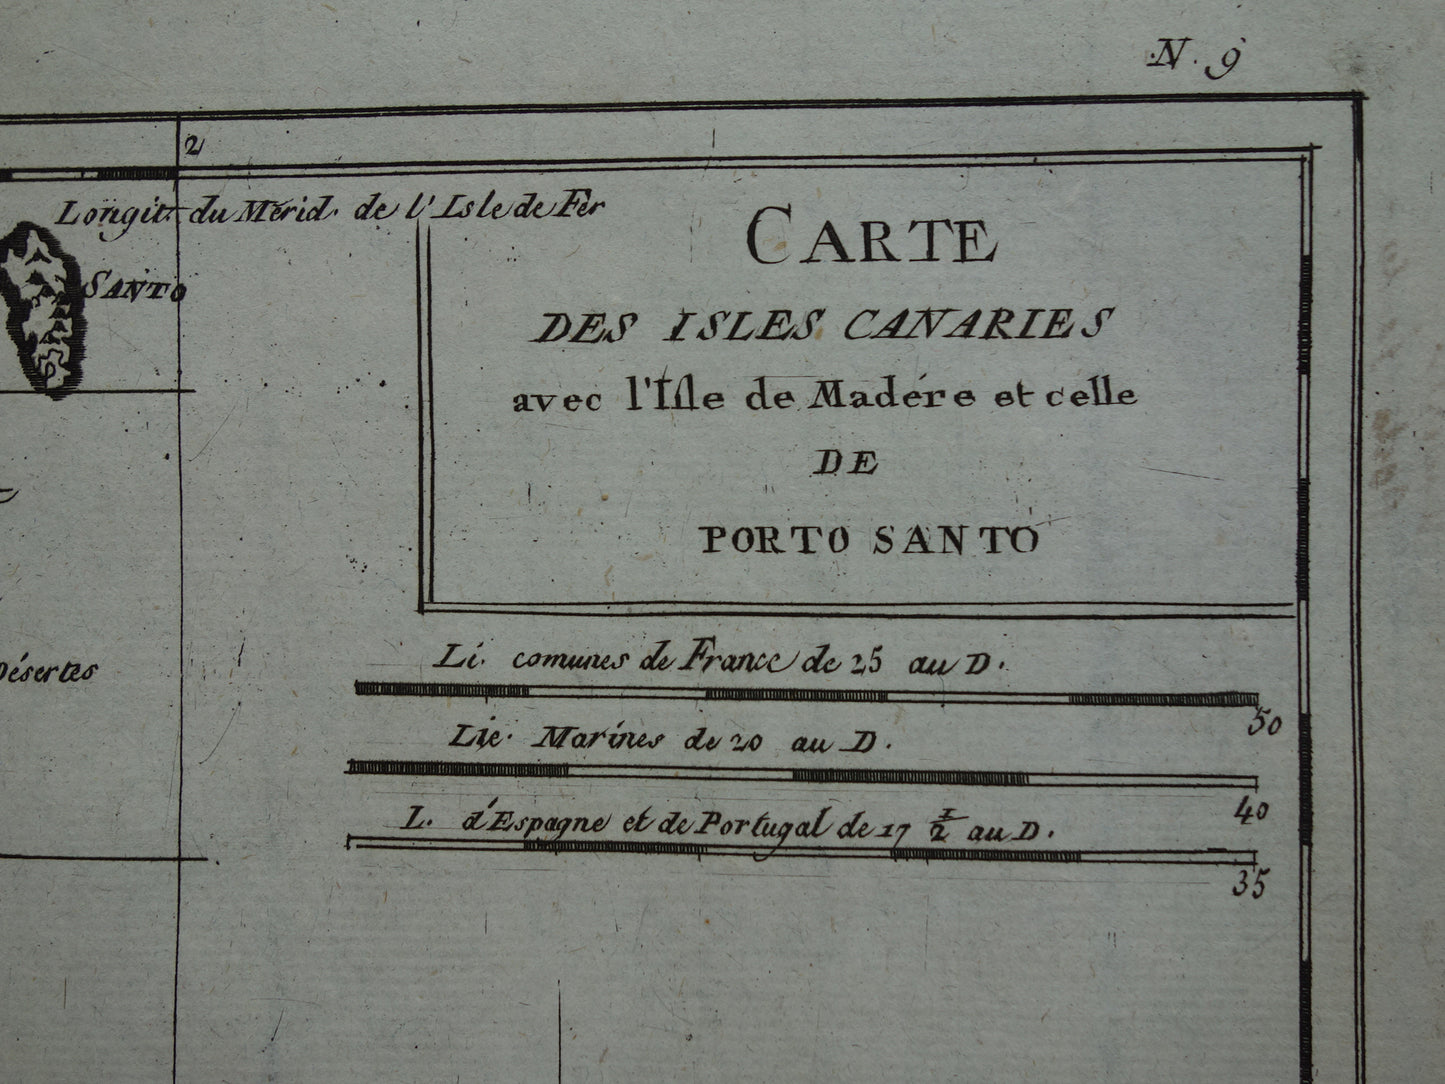 N. 9
2
Longit. du Mérid. de l'Isle de Fer
SANTO
CARTE
DES ISLES CANARIES
avec l'Isle de Madére et celle
DE
PORTO SANTO
Désertes
Li. comunes de France de 25 au D.
50
Lie. Marines de 20 au D.
40
L. d'Espagne et de Portugal de 17 1/2 au D.
35